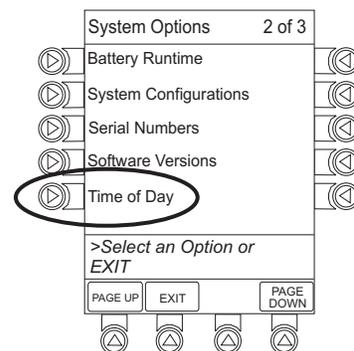 System Options 2 of 3
Battery Runtime
System Configurations
Serial Numbers
Software Versions
Time of Day
>Select an Option or
EXIT
PAGE UP EXIT PAGE
DOWN